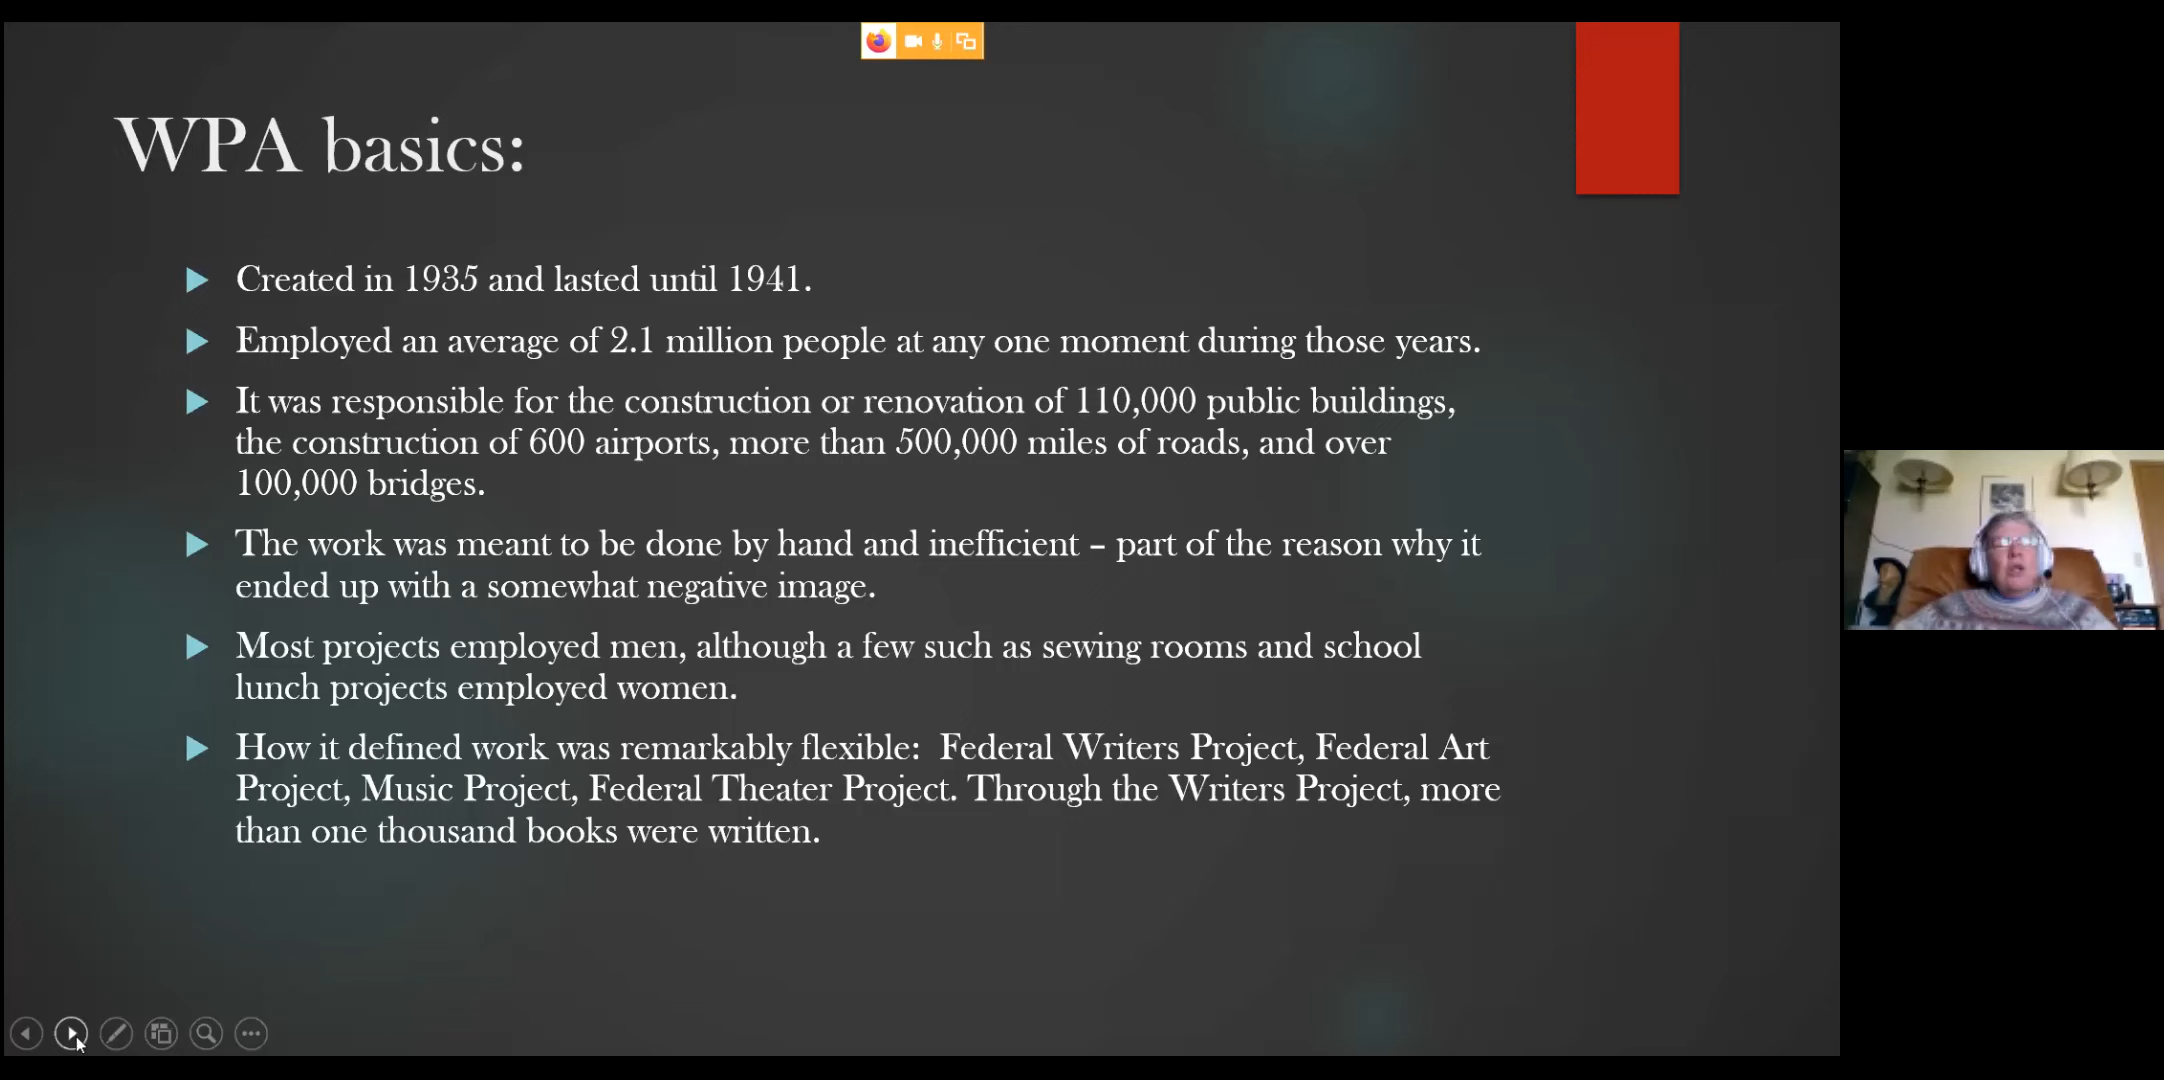 WPA basics:
Created in 1935 and lasted until 1941.
Employed an average of 2.1 million people at any one moment during those years.
It was responsible for the construction or renovation of 110,000 public buildings,
the construction of 600 airports, more than 500,000 miles of roads, and over
100,000 bridges.
The work was meant to be done by hand and inefficient – part of the reason why it
ended up with a somewhat negative image.
Most projects employed men, although a few such as sewing rooms and school
lunch projects employed women.
How it defined work was remarkably flexible:  Federal Writers Project, Federal Art
Project, Music Project, Federal Theater Project. Through the Writers Project, more
than one thousand books were written.